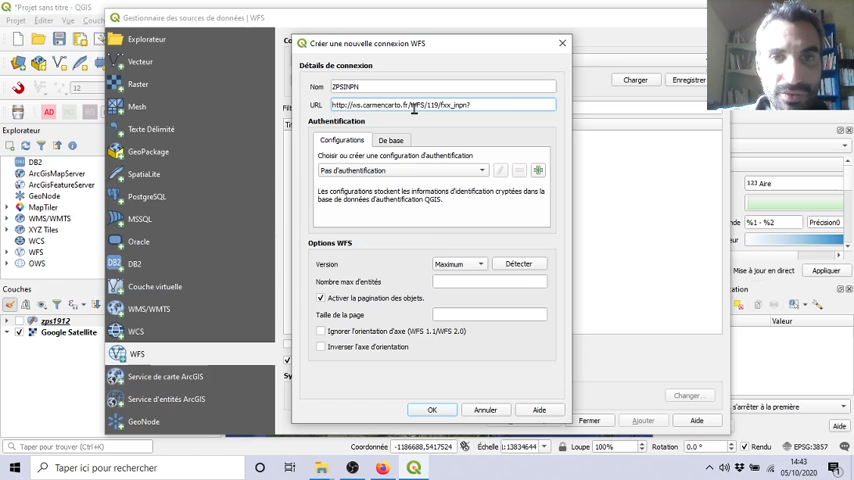 *Projet sans titre — QGIS
Projet Éditer
Gestionnaire des sources de données | WFS
Explorateur
Vecteur
Raster
Mesh
Texte Délimité
GeoPackage
SpatiaLite
PostgreSQL
MSSQL
Oracle
DB2
Couche virtuelle
WMS/WMTS
WCS
WFS
Service de carte ArcGIS
Service d'entités ArcGIS
GeoNode
Créer une nouvelle connexion WFS
Détails de connexion
Nom ZPSINPN
URL http://ws.carmencarto.fr/WFS/119/fxx_inpn?
Authentification
Configurations De base
Choisir ou créer une configuration d'authentification
Pas d'authentification
Les configurations stockent les informations d'identification cryptées dans la
base de données d'authentification QGIS.
Options WFS
Version Maximum Détecter
Nombre max d'entités
Activer la pagination des objets.
Taille de la page
Ignorer l'orientation d'axe (WFS 1.1/WFS 2.0)
Inverser l'axe d'orientation
OK Annuler Aide
Charger Enregistrer
12
DB2
ArcGisMapServer
ArcGisFeatureServer
GeoNode
MapTiler
WMS/WMTS
XYZ Tiles
WCS
WFS
OWS
Couches
zps1912
Google Satellite
123 Aire
%1 - %2 Précision0
Mise à jour en direct Appliquer
Valeur
Changer...
Fermer Ajouter Aide
s'arrêter à la première
Aide
Taper pour trouver (Ctrl+K)
Coordonnée -1186688,5417524
1:13834644
Loupe 100%
Rotation 0.0 °
Rendu
EPSG:3857
Taper ici pour rechercher
14:43
05/10/2020